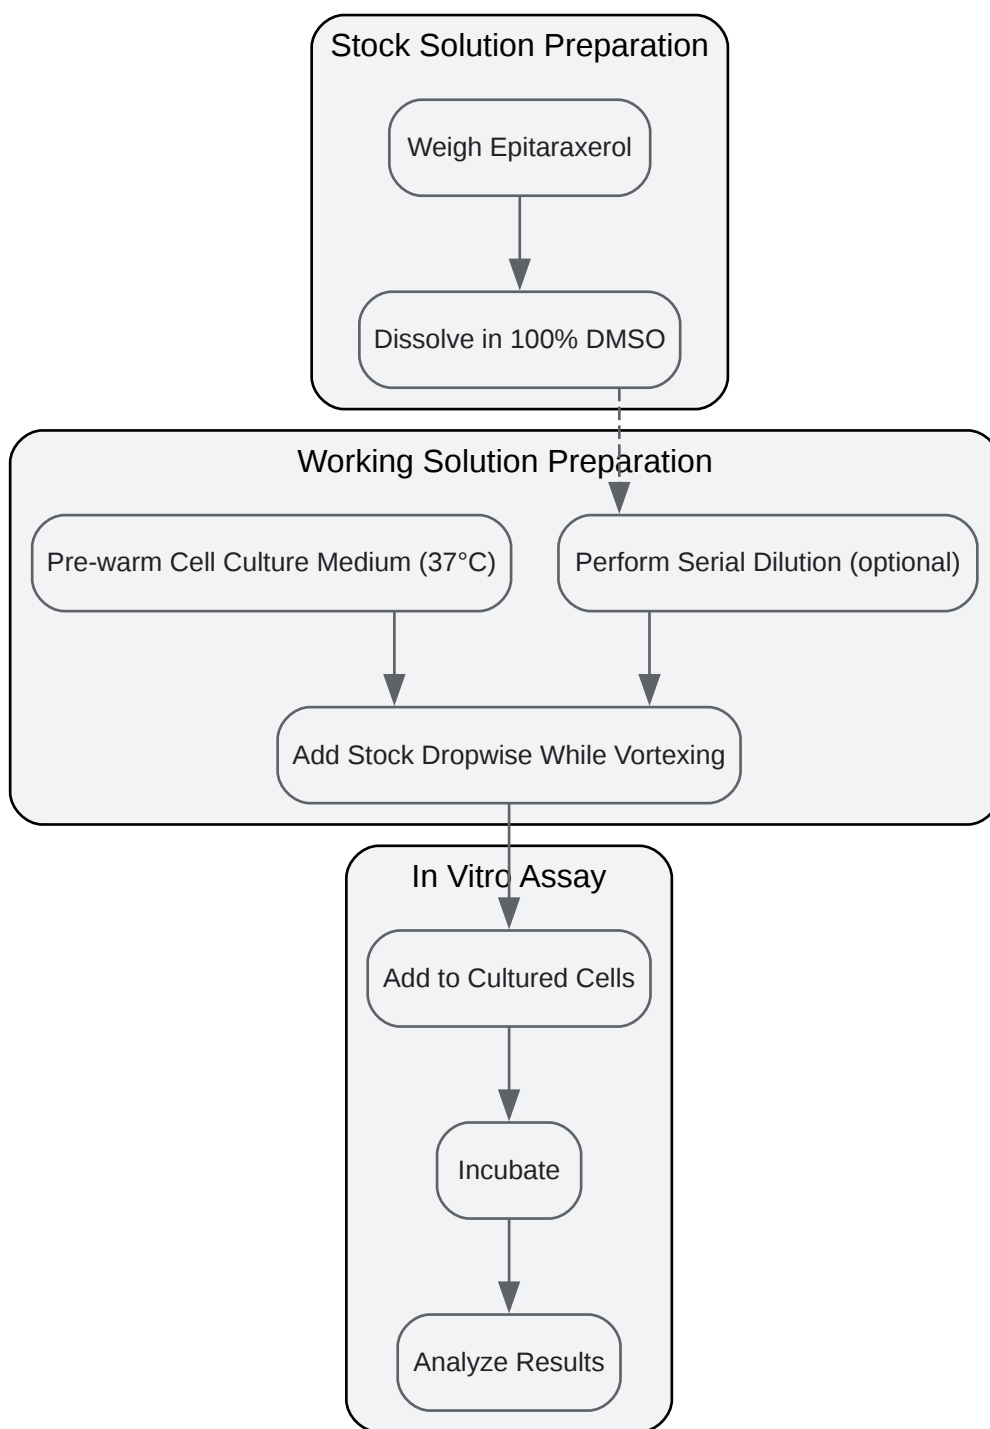 Stock Solution Preparation
Weigh Epitaraxerol
Dissolve in 100% DMSO
Working Solution Preparation
Pre-warm Cell Culture Medium (37°C)
Perform Serial Dilution (optional)
Add Stock Dropwise While Vortexing
In Vitro Assay
Add to Cultured Cells
Incubate
Analyze Results